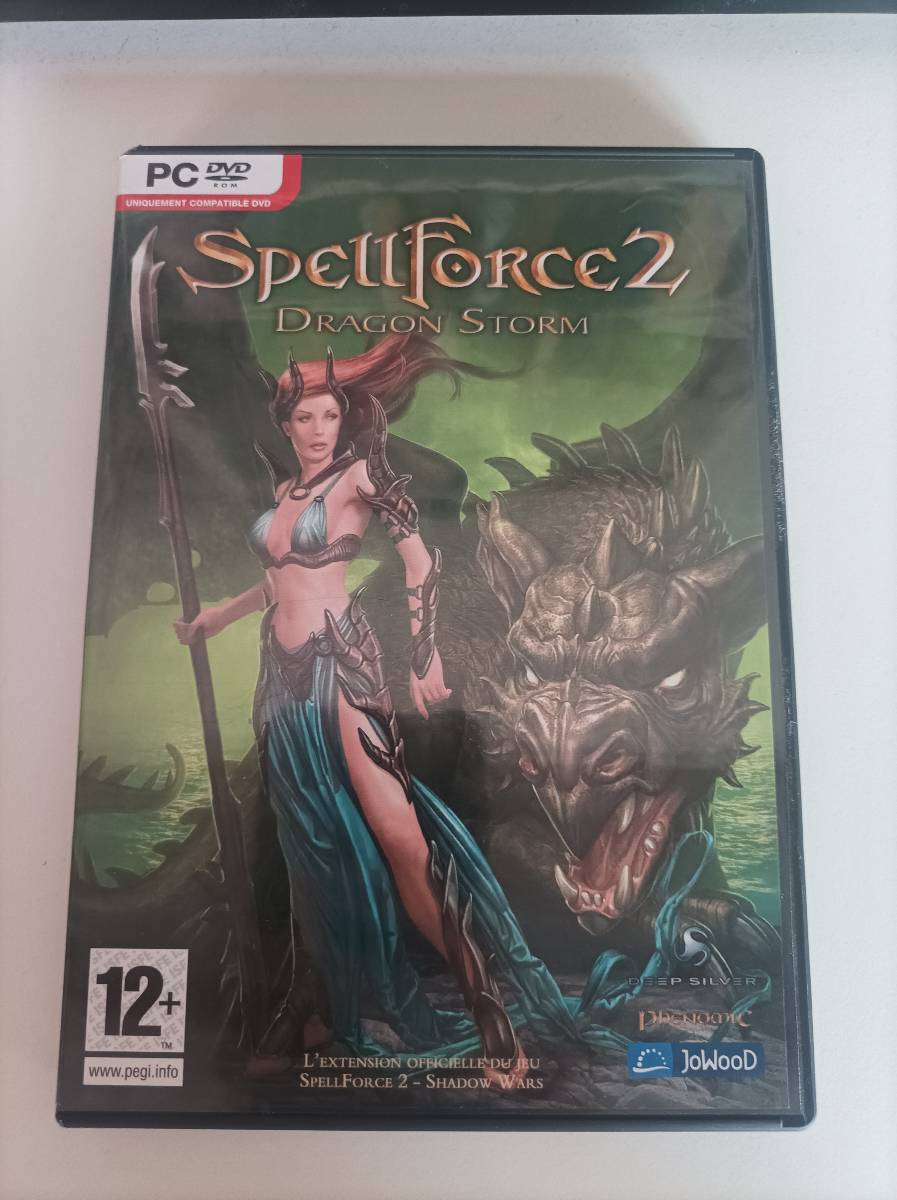 PC DVD
ROM
UNIQUEMENT COMPATIBLE DVD
SPELLFORCE 2
DRAGON STORM
12+
TM
www.pegi.info
L'EXTENSION OFFICIELLE DU JEU
SPELLFORCE 2 – SHADOW WARS
DEEP SILVER
PHENOMIC
JoWooD